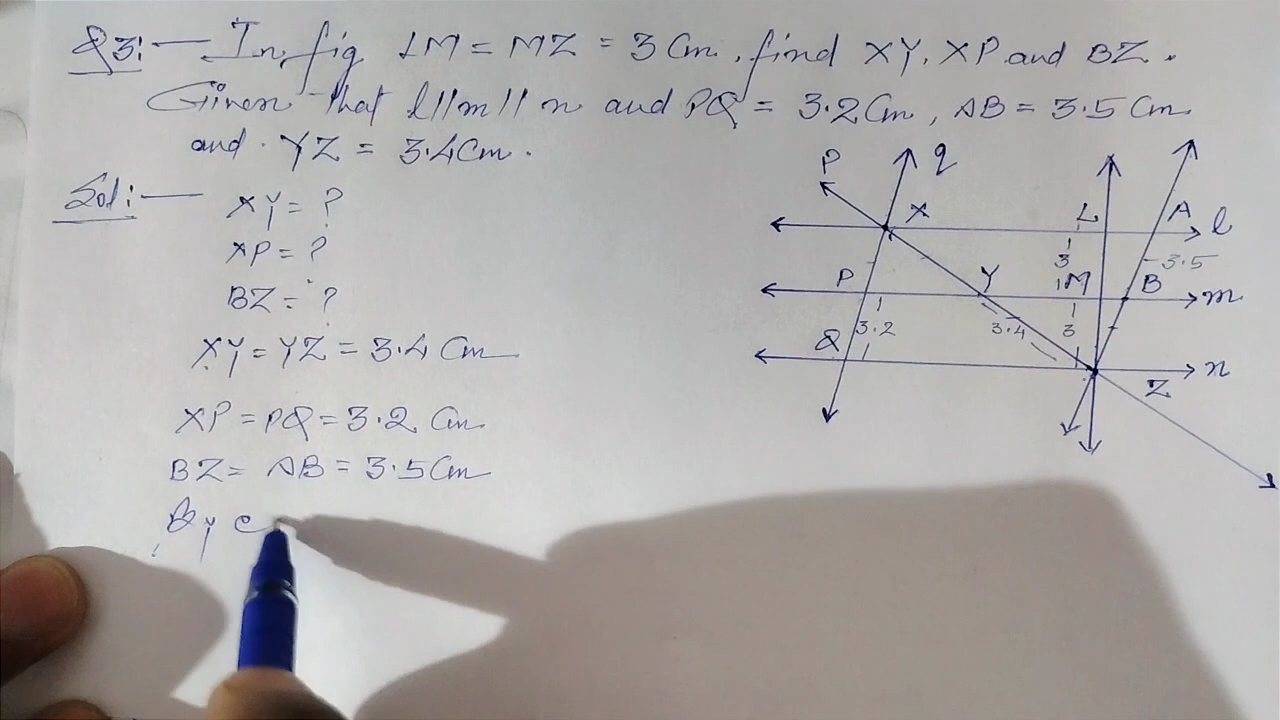 Q3:— In fig LM = MZ = 3 Cm, find XY, XP and BZ.
Given that l||m||n and PQ = 3.2 Cm, AB = 3.5 Cm
and YZ = 3.4 Cm.
Sol:—
XY = ?
XP = ?
BZ = ?
XY = YZ = 3.4 Cm
XP = PQ = 3.2 Cm
BZ = AB = 3.5 Cm
By c
P q
X L A l
3 3.5
P Y M B m
3.2 3.4 3
Q Z n